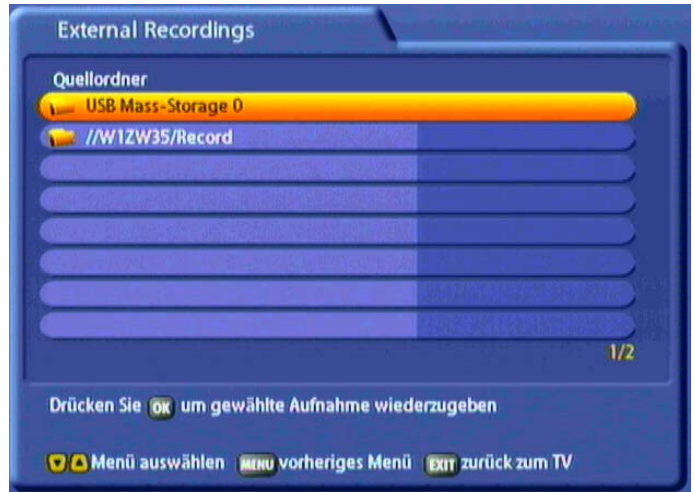 External Recordings
Quellordner
USB Mass-Storage 0
//W1ZW35/Record
1/2
Drücken Sie OK um gewählte Aufnahme wiederzugeben
Menü auswählen MENU vorheriges Menü EXIT zurück zum TV